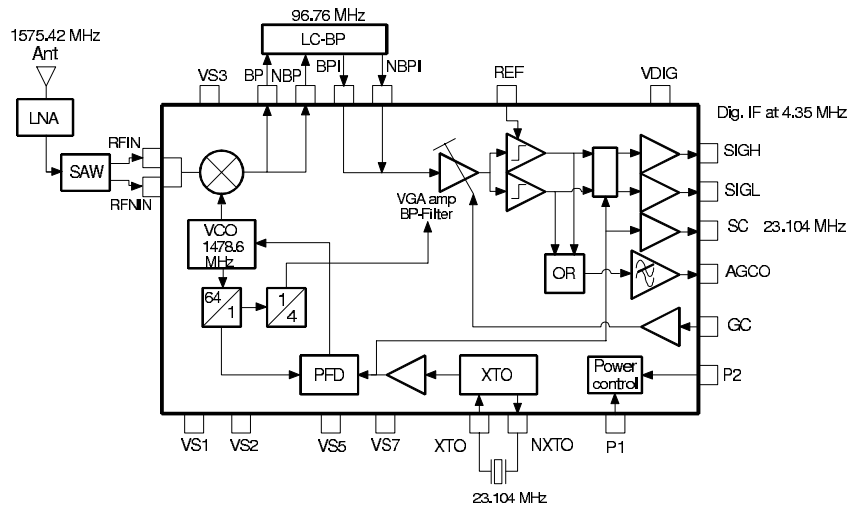 96.76 MHz
1575.42 MHz
Ant
LC-BP
VS3
BP
NBP
BPI
NBPI
REF
VDIG
LNA
Dig. IF at 4.35 MHz
RFIN
SAW
RFNIN
SIGH
SIGL
VGA amp
BP-Filter
VCO
1478.6
MHz
SC 23.104 MHz
OR
AGCO
64
1
1
4
GC
PFD
XTO
Power
control
P2
VS1
VS2
VS5
VS7
XTO
NXTO
P1
23.104 MHz